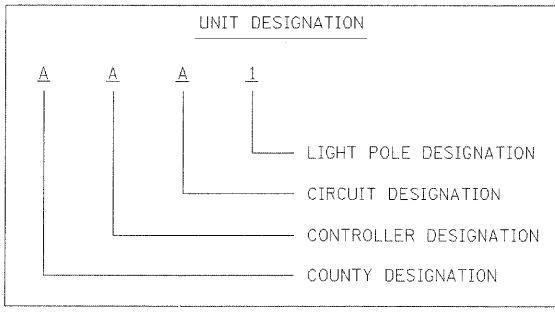 UNIT DESIGNATION
A A A 1
LIGHT POLE DESIGNATION
CIRCUIT DESIGNATION
CONTROLLER DESIGNATION
COUNTY DESIGNATION